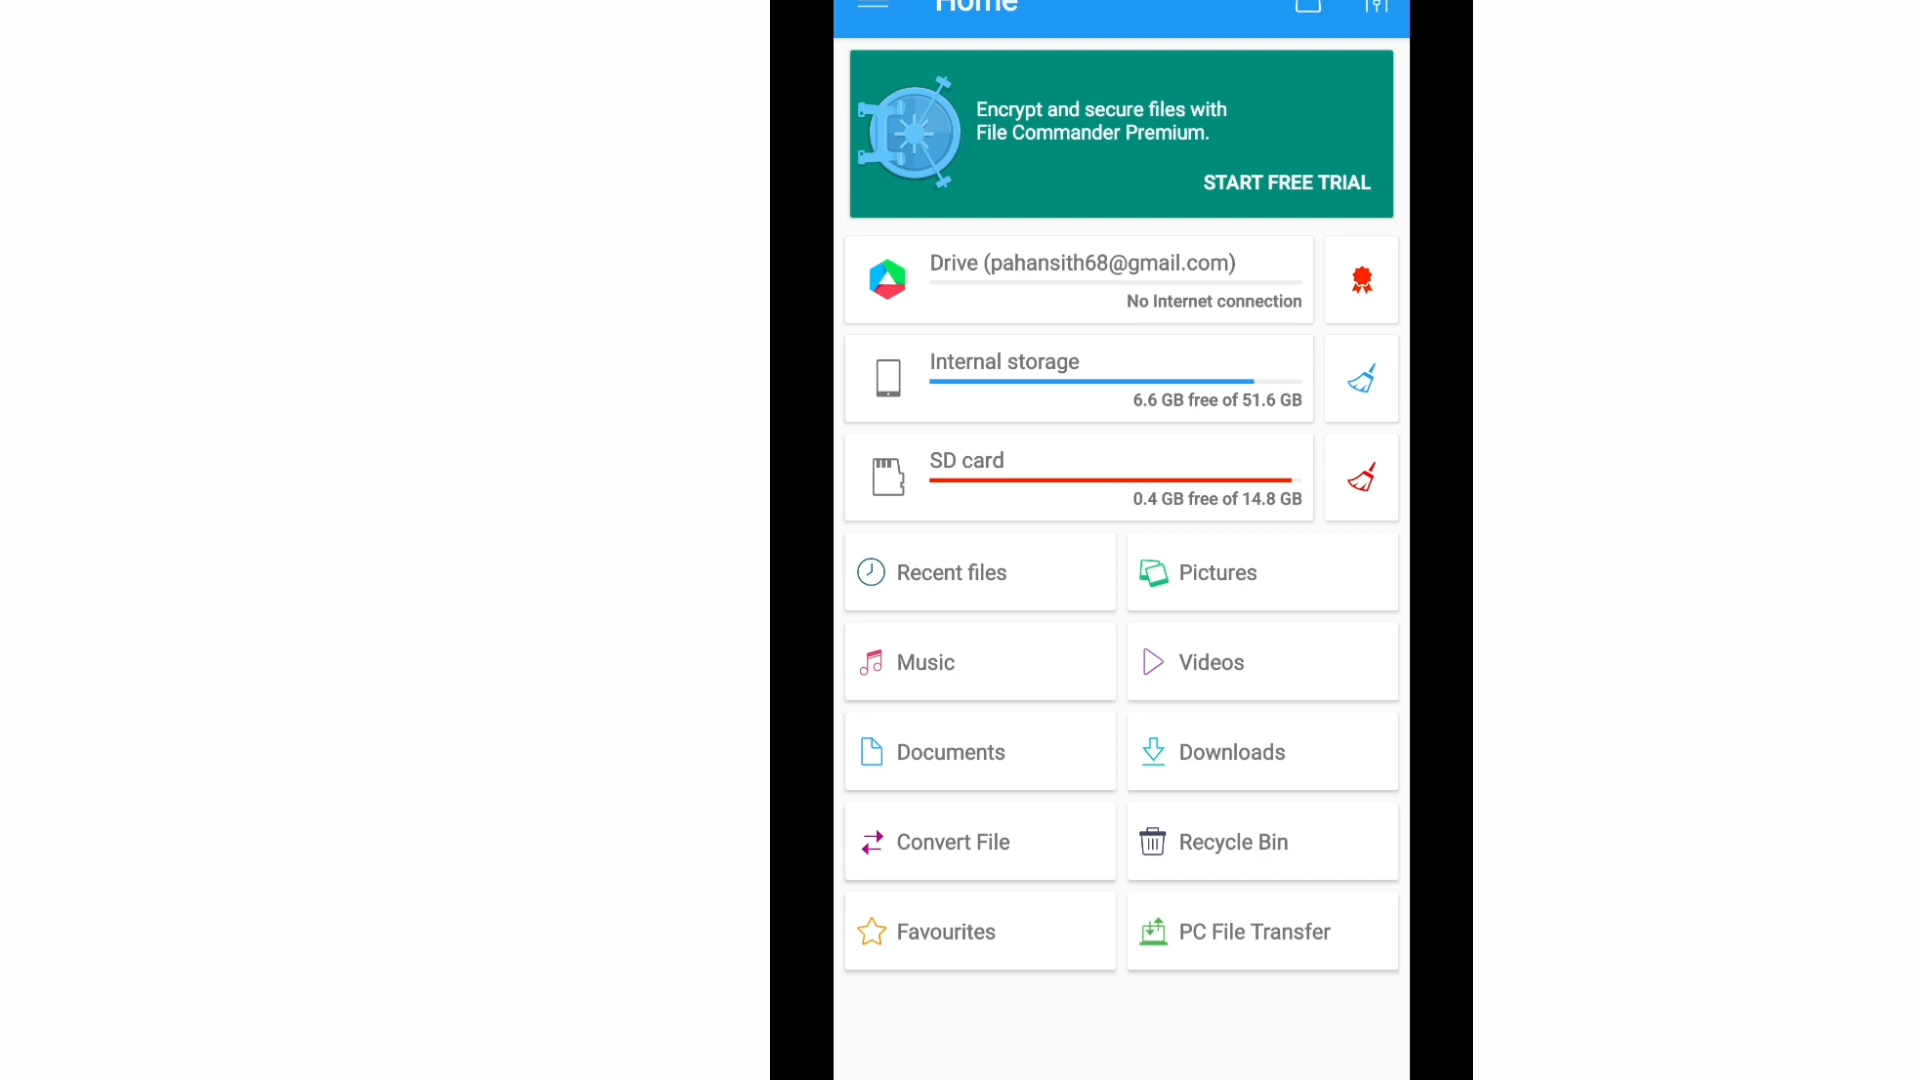 Home
Encrypt and secure files with
File Commander Premium.
START FREE TRIAL
Drive (pahansith68@gmail.com)
No Internet connection
Internal storage
6.6 GB free of 51.6 GB
SD card
0.4 GB free of 14.8 GB
Recent files
Pictures
Music
Videos
Documents
Downloads
Convert File
Recycle Bin
Favourites
PC File Transfer